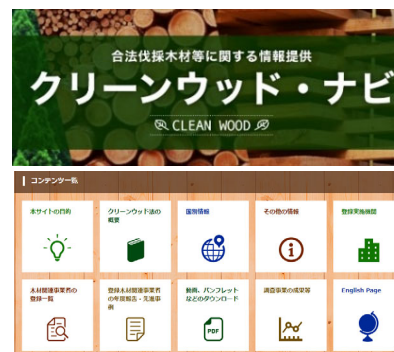 合法伐採木材等に関する情報提供
クリーンウッド・ナビ
CLEAN WOOD
コンテンツ一覧
本サイトの目的
クリーンウッド法の
概要
国別情報
その他の情報
登録実施機関
木材関連事業者の
登録一覧
登録木材関連事業者
の年度報告・先進事
例
動画、パンフレット
などのダウンロード
調査事業の成果等
English Page
PDF